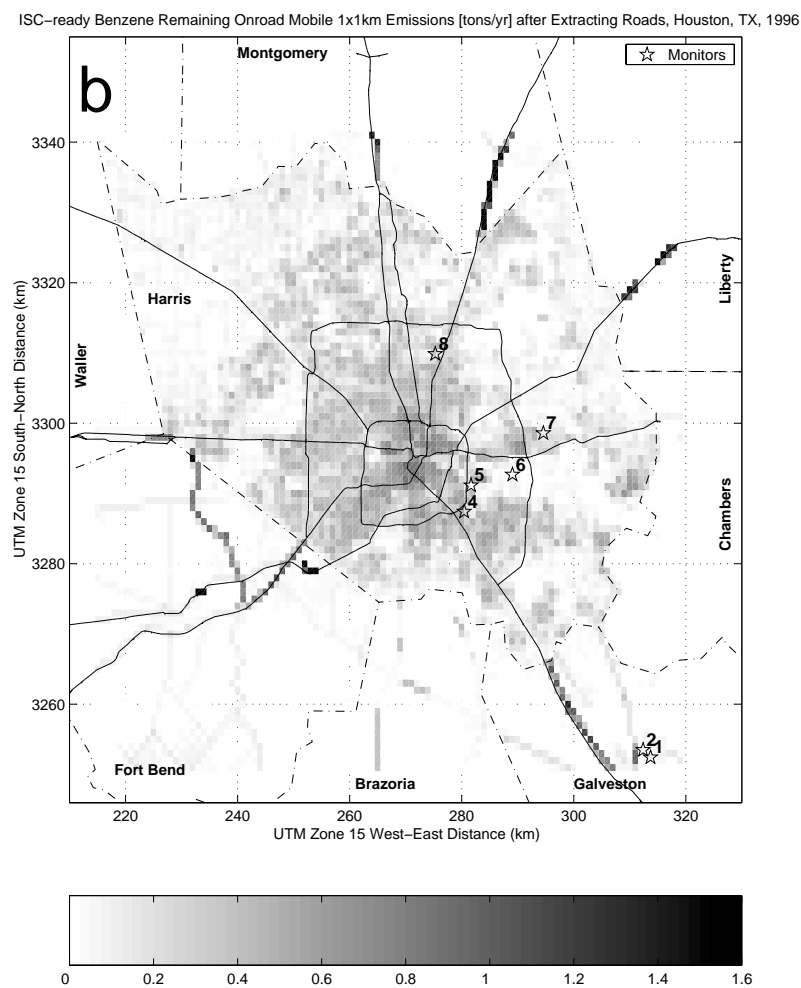 ISC−ready Benzene Remaining Onroad Mobile 1x1km Emissions [tons/yr] after Extracting Roads, Houston, TX, 1996
b
Montgomery
Monitors
3340
3320
3300
3280
3260
UTM Zone 15 South−North Distance (km)
Harris
Waller
Liberty
Chambers
8
7
6
5
4
2
1
Fort Bend
Brazoria
Galveston
220 240 260 280 300 320
UTM Zone 15 West−East Distance (km)
0 0.2 0.4 0.6 0.8 1 1.2 1.4 1.6